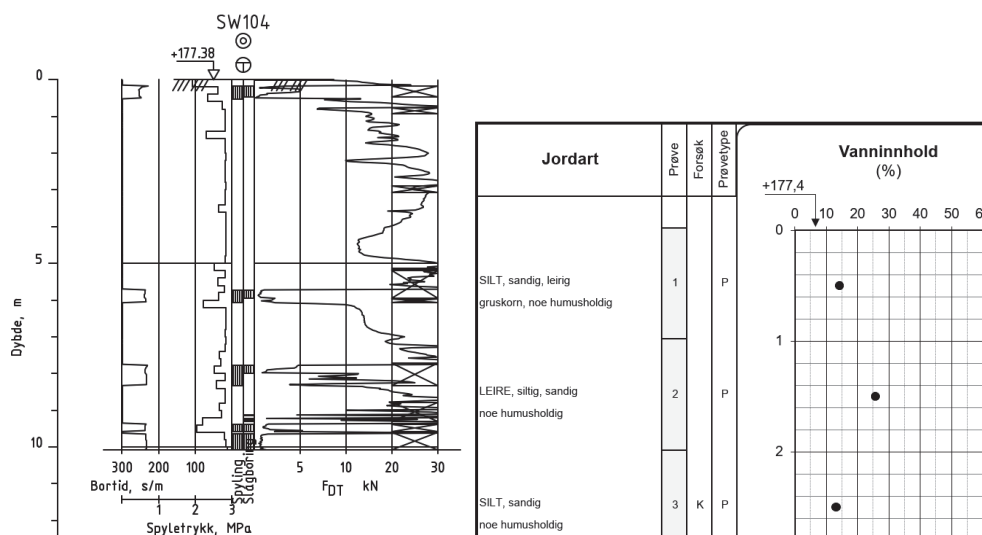 SW104
+177.38
0
5
10
Dybde, m
300 200 100
Bortid, s/m
1 2 3
Spyletrykk, MPa
Spyling
Slagboring
5 10 20 30
FDT kN
Jordart
Prøve
Forsøk
Prøvetype
Vanninnhold
(%)
+177,4
0 10 20 30 40 50 60
0
SILT, sandig, leirig
gruskorn, noe humusholdig
1
P
1
LEIRE, siltig, sandig
noe humusholdig
2
P
2
SILT, sandig
noe humusholdig
3
K
P